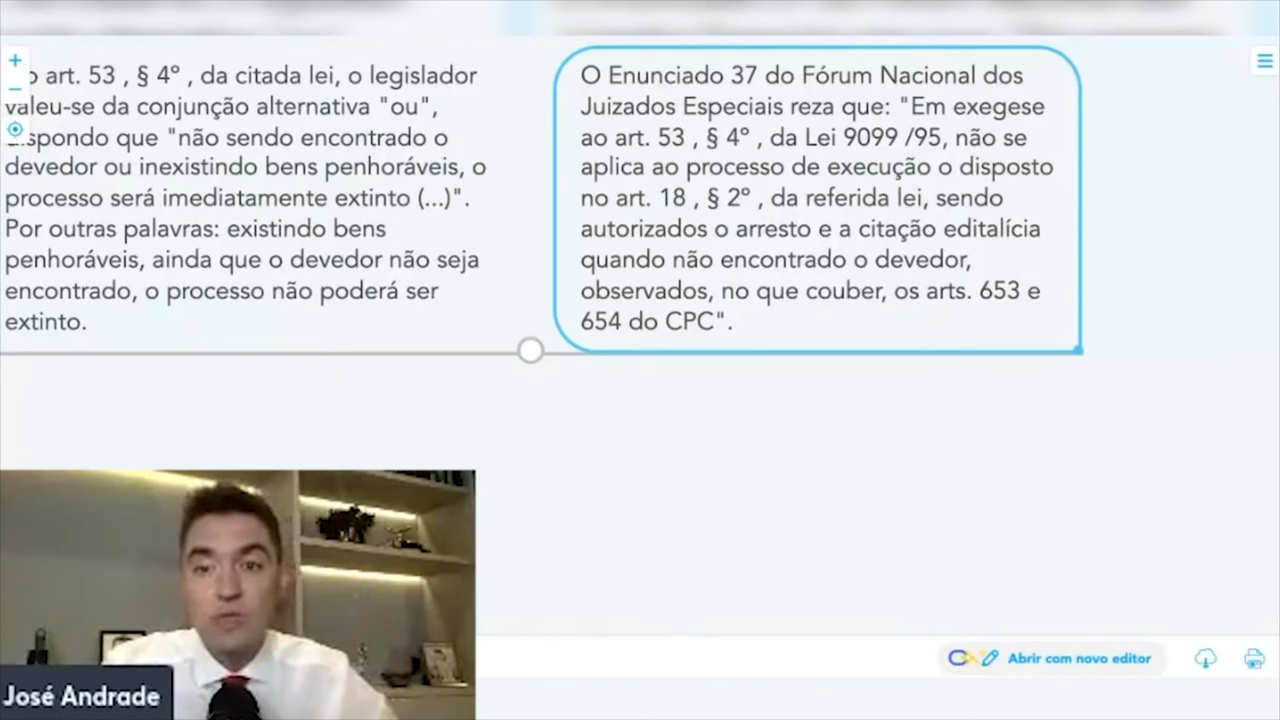 o art. 53 , § 4º , da citada lei, o legislador
valeu-se da conjunção alternativa "ou",
dispondo que "não sendo encontrado o
devedor ou inexistindo bens penhoráveis, o
processo será imediatamente extinto (...)".
Por outras palavras: existindo bens
penhoráveis, ainda que o devedor não seja
encontrado, o processo não poderá ser
extinto.
O Enunciado 37 do Fórum Nacional dos
Juizados Especiais reza que: "Em exegese
ao art. 53 , § 4º , da Lei 9099 /95, não se
aplica ao processo de execução o disposto
no art. 18 , § 2º , da referida lei, sendo
autorizados o arresto e a citação editalícia
quando não encontrado o devedor,
observados, no que couber, os arts. 653 e
654 do CPC".
Abrir com novo editor
José Andrade